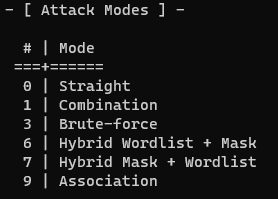 - [ Attack Modes ] -
# | Mode
===+======
0 | Straight
1 | Combination
3 | Brute-force
6 | Hybrid Wordlist + Mask
7 | Hybrid Mask + Wordlist
9 | Association